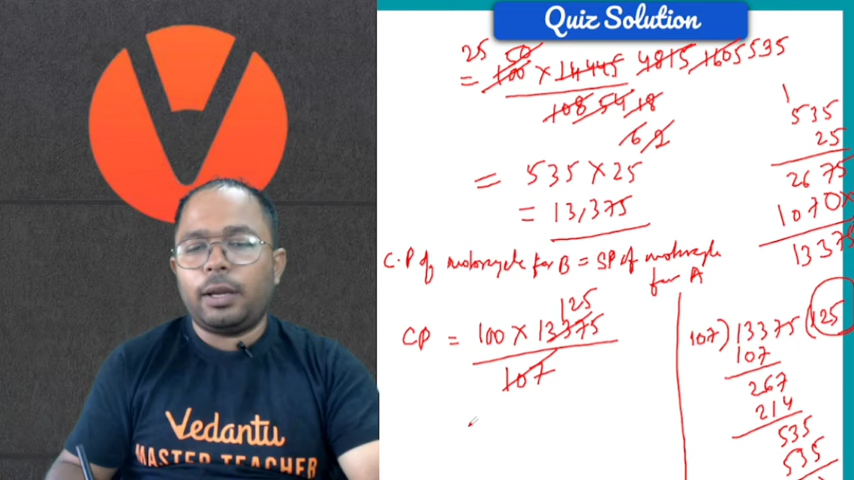 Quiz Solution
25 50
= 100 × 14445 4815 1605 535
108 54 18
6 2
= 535 × 25
= 13,375
1
535
25
2675
1070×
13375
C.P of motorcycle for B = SP of motorcycle
for A
125
CP = 100 × 13375
107
107) 13375 (125
107
267
214
535
535
Vedantu
MASTER TEACHER